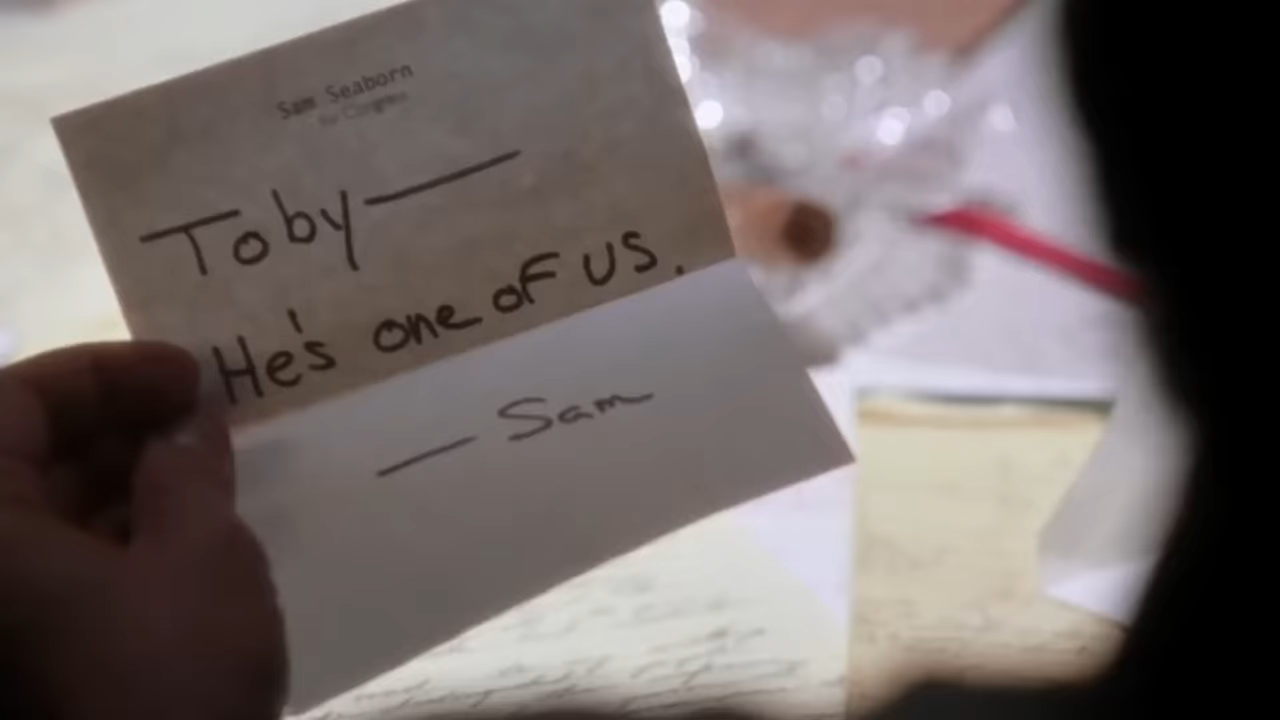 Sam Seaborn
for Congress
Toby—
He's one of us.
— Sam